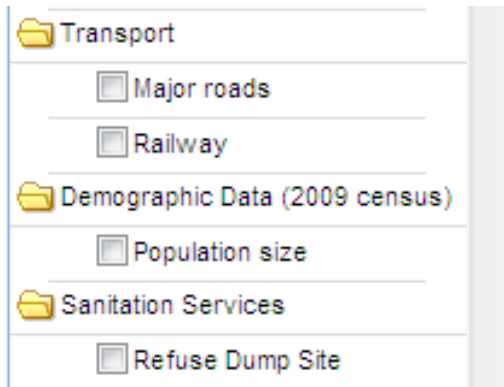 Transport
Major roads
Railway
Demographic Data (2009 census)
Population size
Sanitation Services
Refuse Dump Site